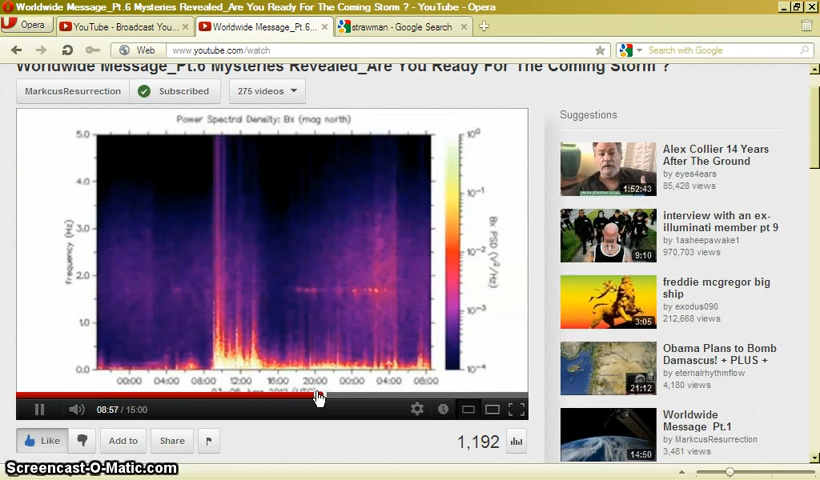 Worldwide Message_Pt.6 Mysteries Revealed_Are You Ready For The Coming Storm ? - YouTube - Opera
Opera
YouTube - Broadcast You...
Worldwide Message_Pt.6...
strawman - Google Search
Web
www.youtube.com/watch
Search with Google
Worldwide Message_Pt.6 Mysteries Revealed_Are You Ready For The Coming Storm ?
MarkcusResurrection
Subscribed
275 videos
Power Spectral Density: Bx (mag north)
5.0
4.0
3.0
2.0
1.0
0.0
frequency (Hz)
00:00 04:00 08:00 12:00 16:00 20:00 00:00 04:00 08:00
10⁰
10⁻¹
10⁻²
10⁻³
10⁻⁴
Bx PSD (V²/Hz)
08:57 / 15:00
Like
Add to
Share
1,192
Suggestions
Alex Collier 14 Years
After The Ground
by eyes4ears
85,428 views
1:52:43
interview with an ex-
illuminati member pt 9
by 1asheepawake1
970,703 views
9:10
freddie mcgregor big
ship
by exodus090
212,668 views
3:05
Obama Plans to Bomb
Damascus! + PLUS +
by eternalrhythmflow
4,180 views
21:12
Worldwide
Message_Pt.1
by MarkcusResurrection
3,481 views
14:50
Screencast-O-Matic.com